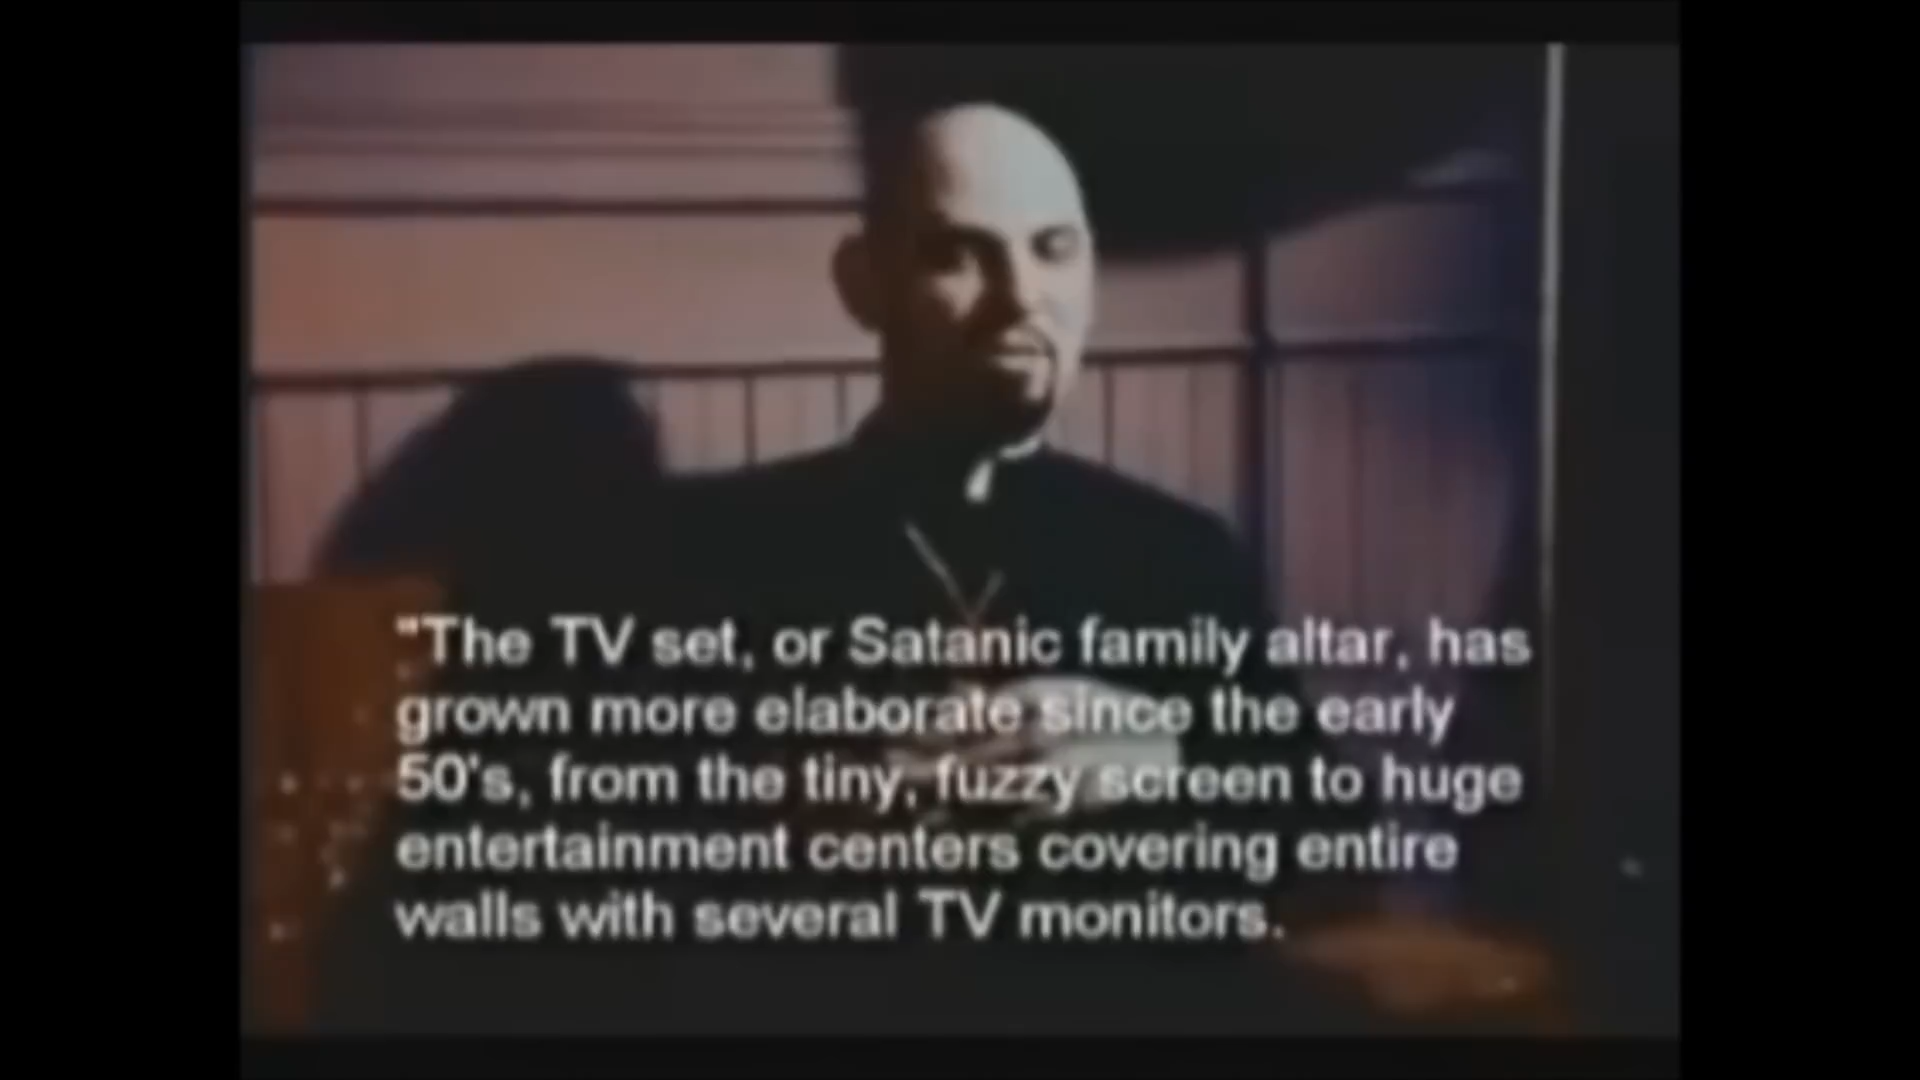 "The TV set, or Satanic family altar, has
grown more elaborate since the early
50's, from the tiny, fuzzy screen to huge
entertainment centers covering entire
walls with several TV monitors.